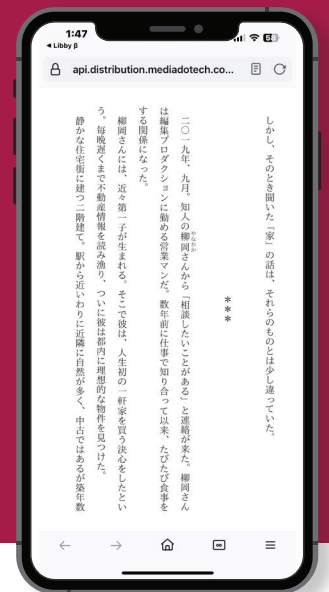 1:47
◀ Libby β
api.distribution.mediadotech.co...
しかし、そのとき聞いた「家」の話は、それらのものとは少し違っていた。
＊＊＊
二〇一九年、九月。知人の柳岡さんから「相談したいことがある」と連絡が来た。柳岡さん
やなおか
は編集プロダクションに勤める営業マンだ。数年前に仕事で知り合って以来、たびたび食事を
する関係になった。
柳岡さんには、近々第一子が生まれる。そこで彼は、人生初の一軒家を買う決心をしたとい
う。毎晩遅くまで不動産情報を読み漁り、ついに彼は都内に理想的な物件を見つけた。
静かな住宅街に建つ二階建て。駅から近いわりに近隣に自然が多く、中古ではあるが築年数